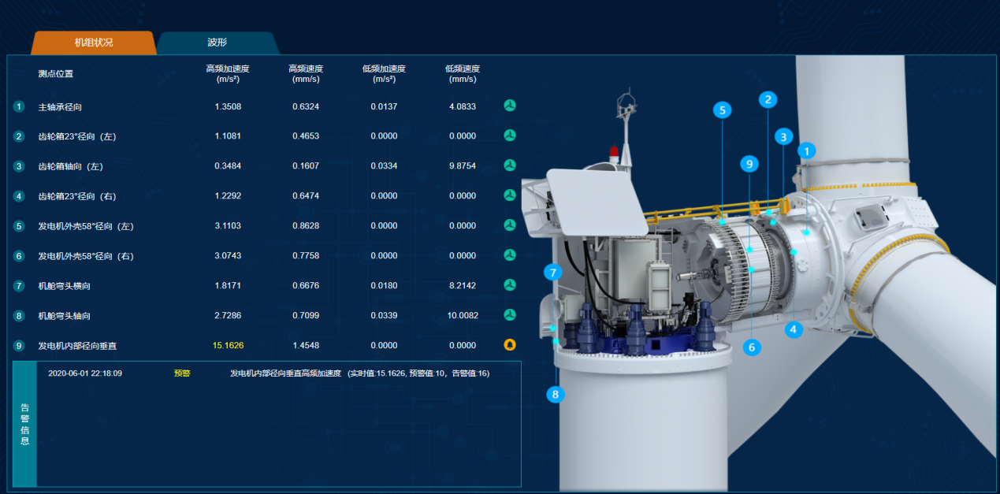 机组状况 波形
测点位置 高频加速度 高频速度 低频加速度 低频速度
(m/s²) (mm/s) (m/s²) (mm/s)
1 主轴承径向 1.3508 0.6324 0.0137 4.0833
2 齿轮箱23°径向（左） 1.1081 0.4653 0.0000 0.0000
3 齿轮箱轴向（左） 0.3484 0.1607 0.0334 9.8754
4 齿轮箱23°径向（右） 1.2292 0.6474 0.0000 0.0000
5 发电机外壳58°径向（左） 3.1103 0.8628 0.0000 0.0000
6 发电机外壳58°径向（右） 3.0743 0.7758 0.0000 0.0000
7 机舱弯头横向 1.8171 0.6676 0.0180 8.2142
8 机舱弯头轴向 2.7286 0.7099 0.0339 10.0082
9 发电机内部径向垂直 15.1626 1.4548 0.0000 0.0000
告警信息
2020-06-01 22:18:09 预警 发电机内部径向垂直高频加速度 (实时值:15.1626, 预警值:10，告警值:16)
2
5
3
1
9
7
4
6
8